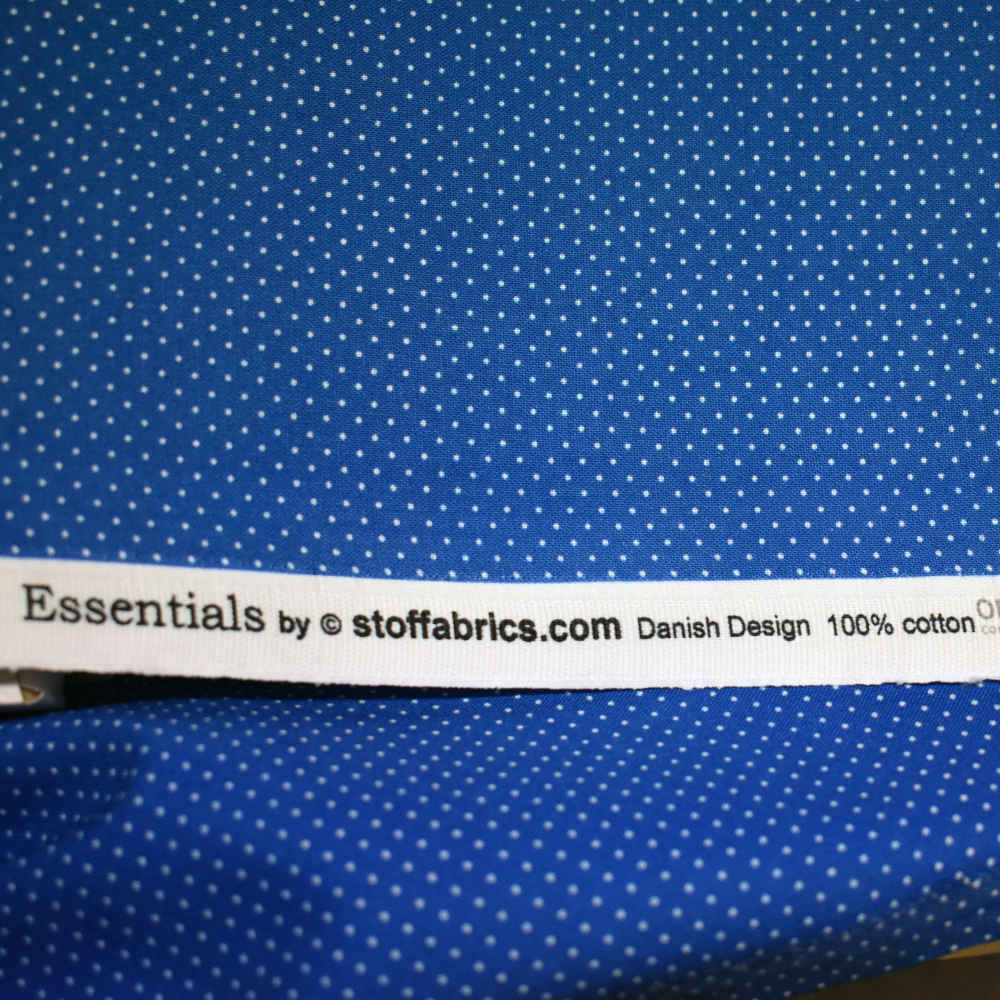 Essentials by © stoffabrics.com Danish Design 100% cotton